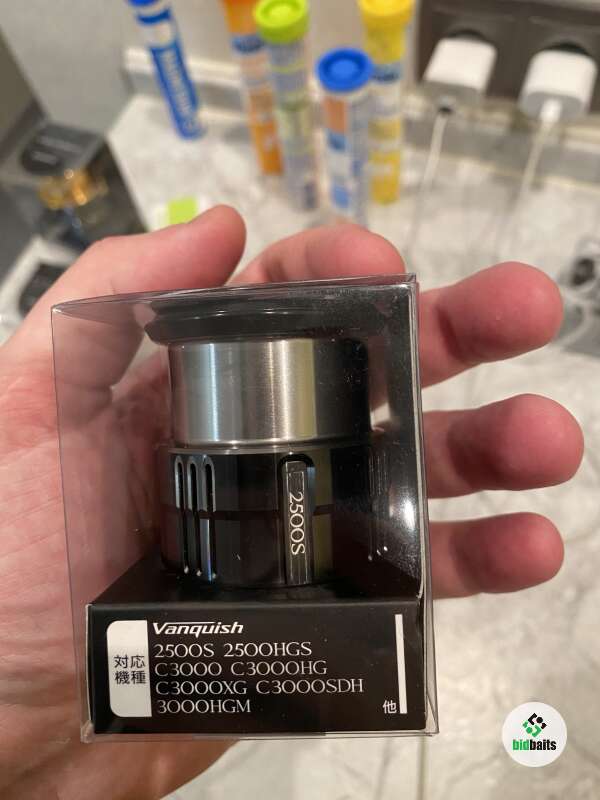 2500S
Vanquish
対応機種
2500S 2500HGS
C3000 C3000HG
C3000XG C3000SDH
3000HGM
他
bidbaits